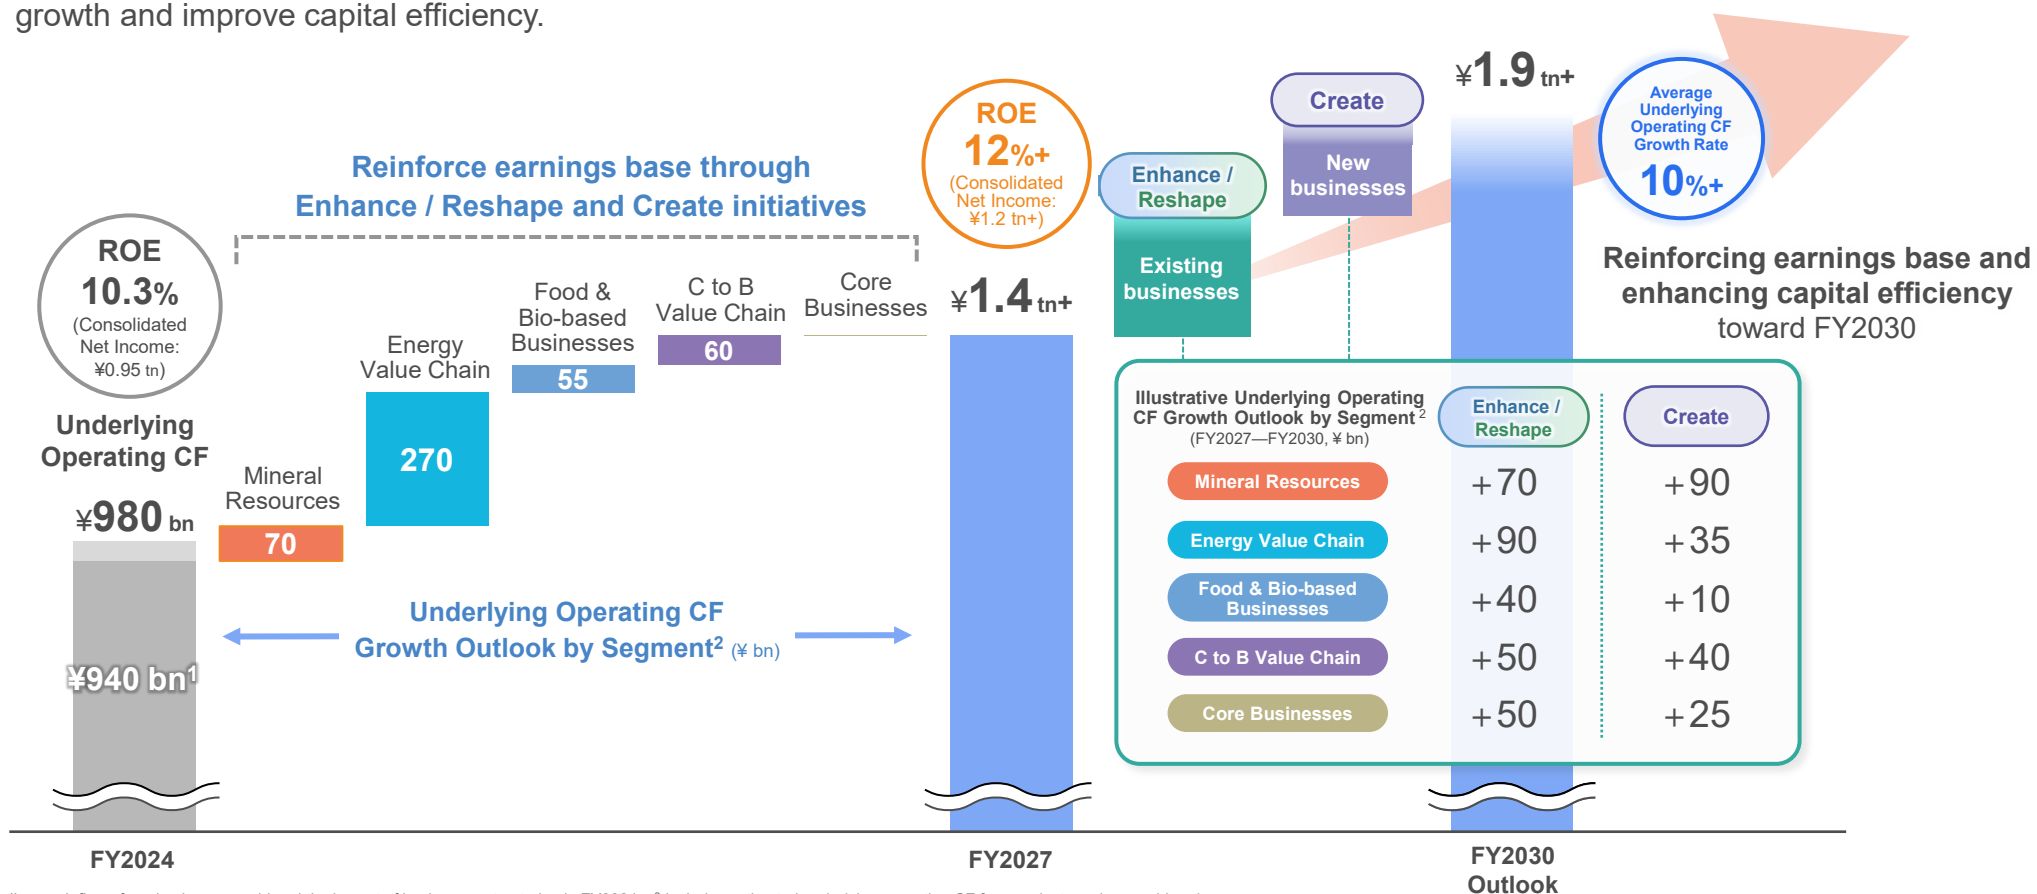 growth and improve capital efficiency.
ROE
10.3%
(Consolidated
Net Income:
¥0.95 tn)
Underlying
Operating CF
¥980 bn
¥940 bn1
Reinforce earnings base through
Enhance / Reshape and Create initiatives
Mineral
Resources
70
Energy
Value Chain
270
Food &
Bio-based
Businesses
55
C to B
Value Chain
60
Core
Businesses
Underlying Operating CF
Growth Outlook by Segment2 (¥ bn)
ROE
12%+
(Consolidated
Net Income:
¥1.2 tn+)
¥1.4 tn+
Enhance /
Reshape
Existing
businesses
Create
New
businesses
¥1.9 tn+
Average
Underlying
Operating CF
Growth Rate
10%+
Reinforcing earnings base and
enhancing capital efficiency
toward FY2030
Illustrative Underlying Operating
CF Growth Outlook by Segment 2
(FY2027—FY2030, ¥ bn)
Enhance /
Reshape
Create
Mineral Resources
+70
+90
Energy Value Chain
+90
+35
Food & Bio-based
Businesses
+40
+10
C to B Value Chain
+50
+40
Core Businesses
+50
+25
FY2024
FY2027
FY2030
Outlook